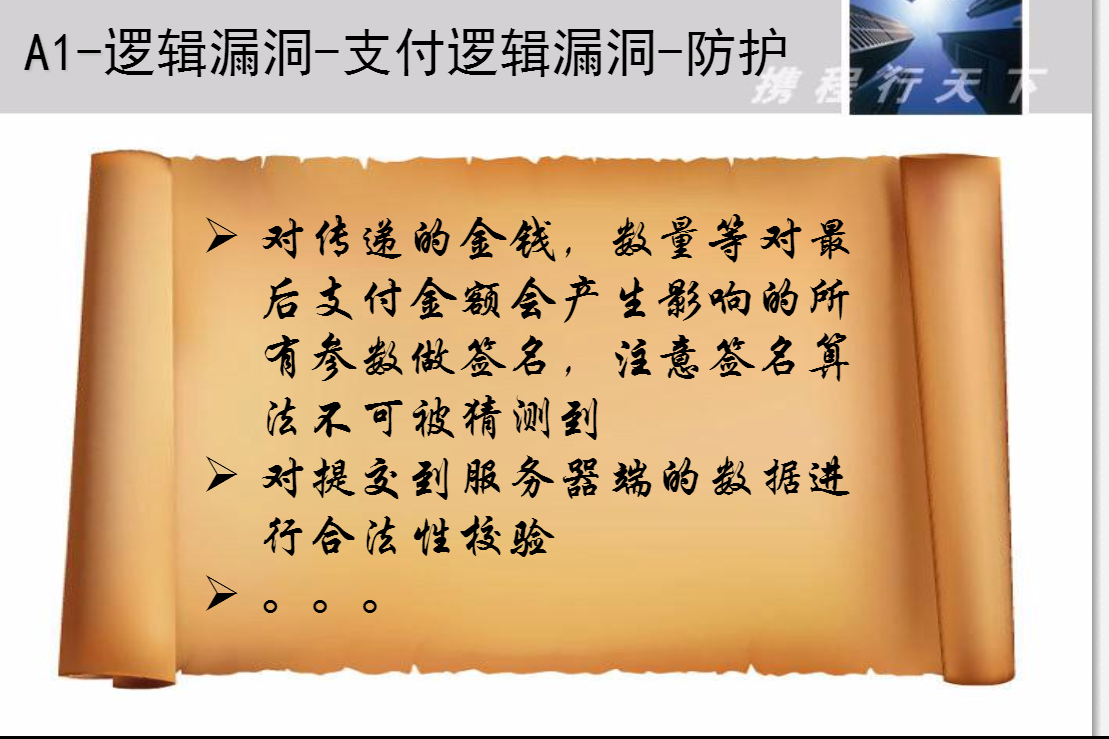 A1-逻辑漏洞-支付逻辑漏洞-防护
携程行天下
对传递的金钱，数量等对最
后支付金额会产生影响的所
有参数做签名，注意签名算
法不可被猜测到
对提交到服务器端的数据进
行合法性校验
。。。